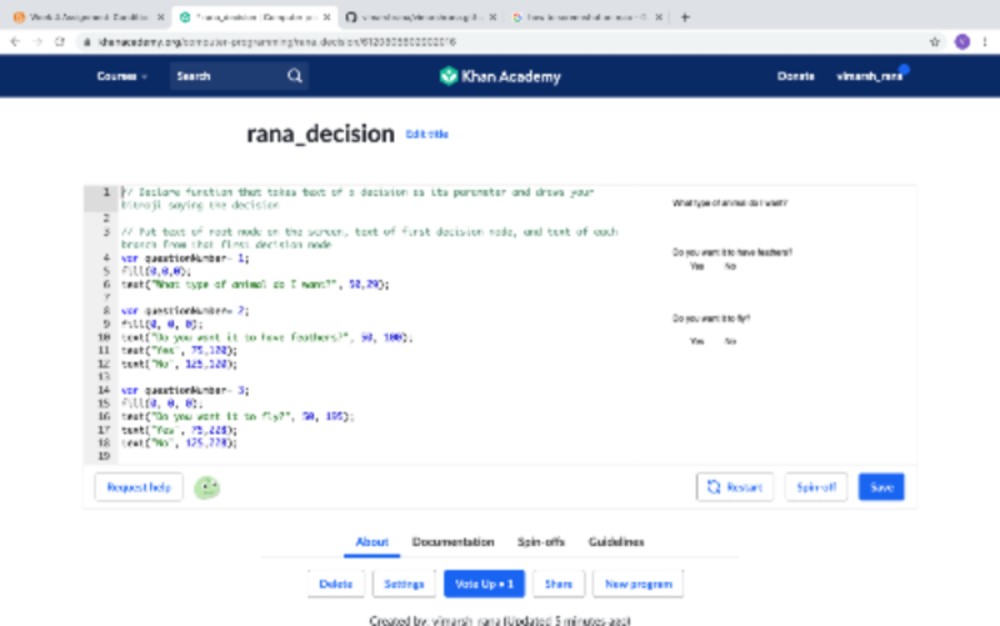 Week 4 Assignment: Conditio
rana_decision | Computer pr
how to screenshot on mac - G
khanacademy.org/computer-programming/rana_decision/
Courses
Search
Khan Academy
Donate
vimarsh_rana
rana_decision
Edit title
1 // Declare function that takes text of a decision as its parameter and draws your
bitmoji saying the decision
2
3 // Put text of root node on the screen, text of first decision node, and text of each
branch from that first decision node
4 var questionNumber= 1;
5 fill(0,0,0);
6 text("What type of animal do I want?", 50,20);
7
8 var questionNumber= 2;
9 fill(0, 0, 0);
10 text("Do you want it to have feathers?", 50, 100);
11 text("Yes", 75,120);
12 text("No", 125,120);
13
14 var questionNumber= 3;
15 fill(0, 0, 0);
16 text("Do you want it to fly?", 50, 195);
17 text("Yes", 75,228);
18 text("No", 125,228);
19
What type of animal do I want?
Do you want it to have feathers?
Yes No
Do you want it to fly?
Yes No
Request help
Restart
Spin-off
Save
About
Documentation
Spin-offs
Guidelines
Delete
Settings
Vote Up • 1
Share
New program
Created by: vimarsh_rana (Updated 5 minutes ago)